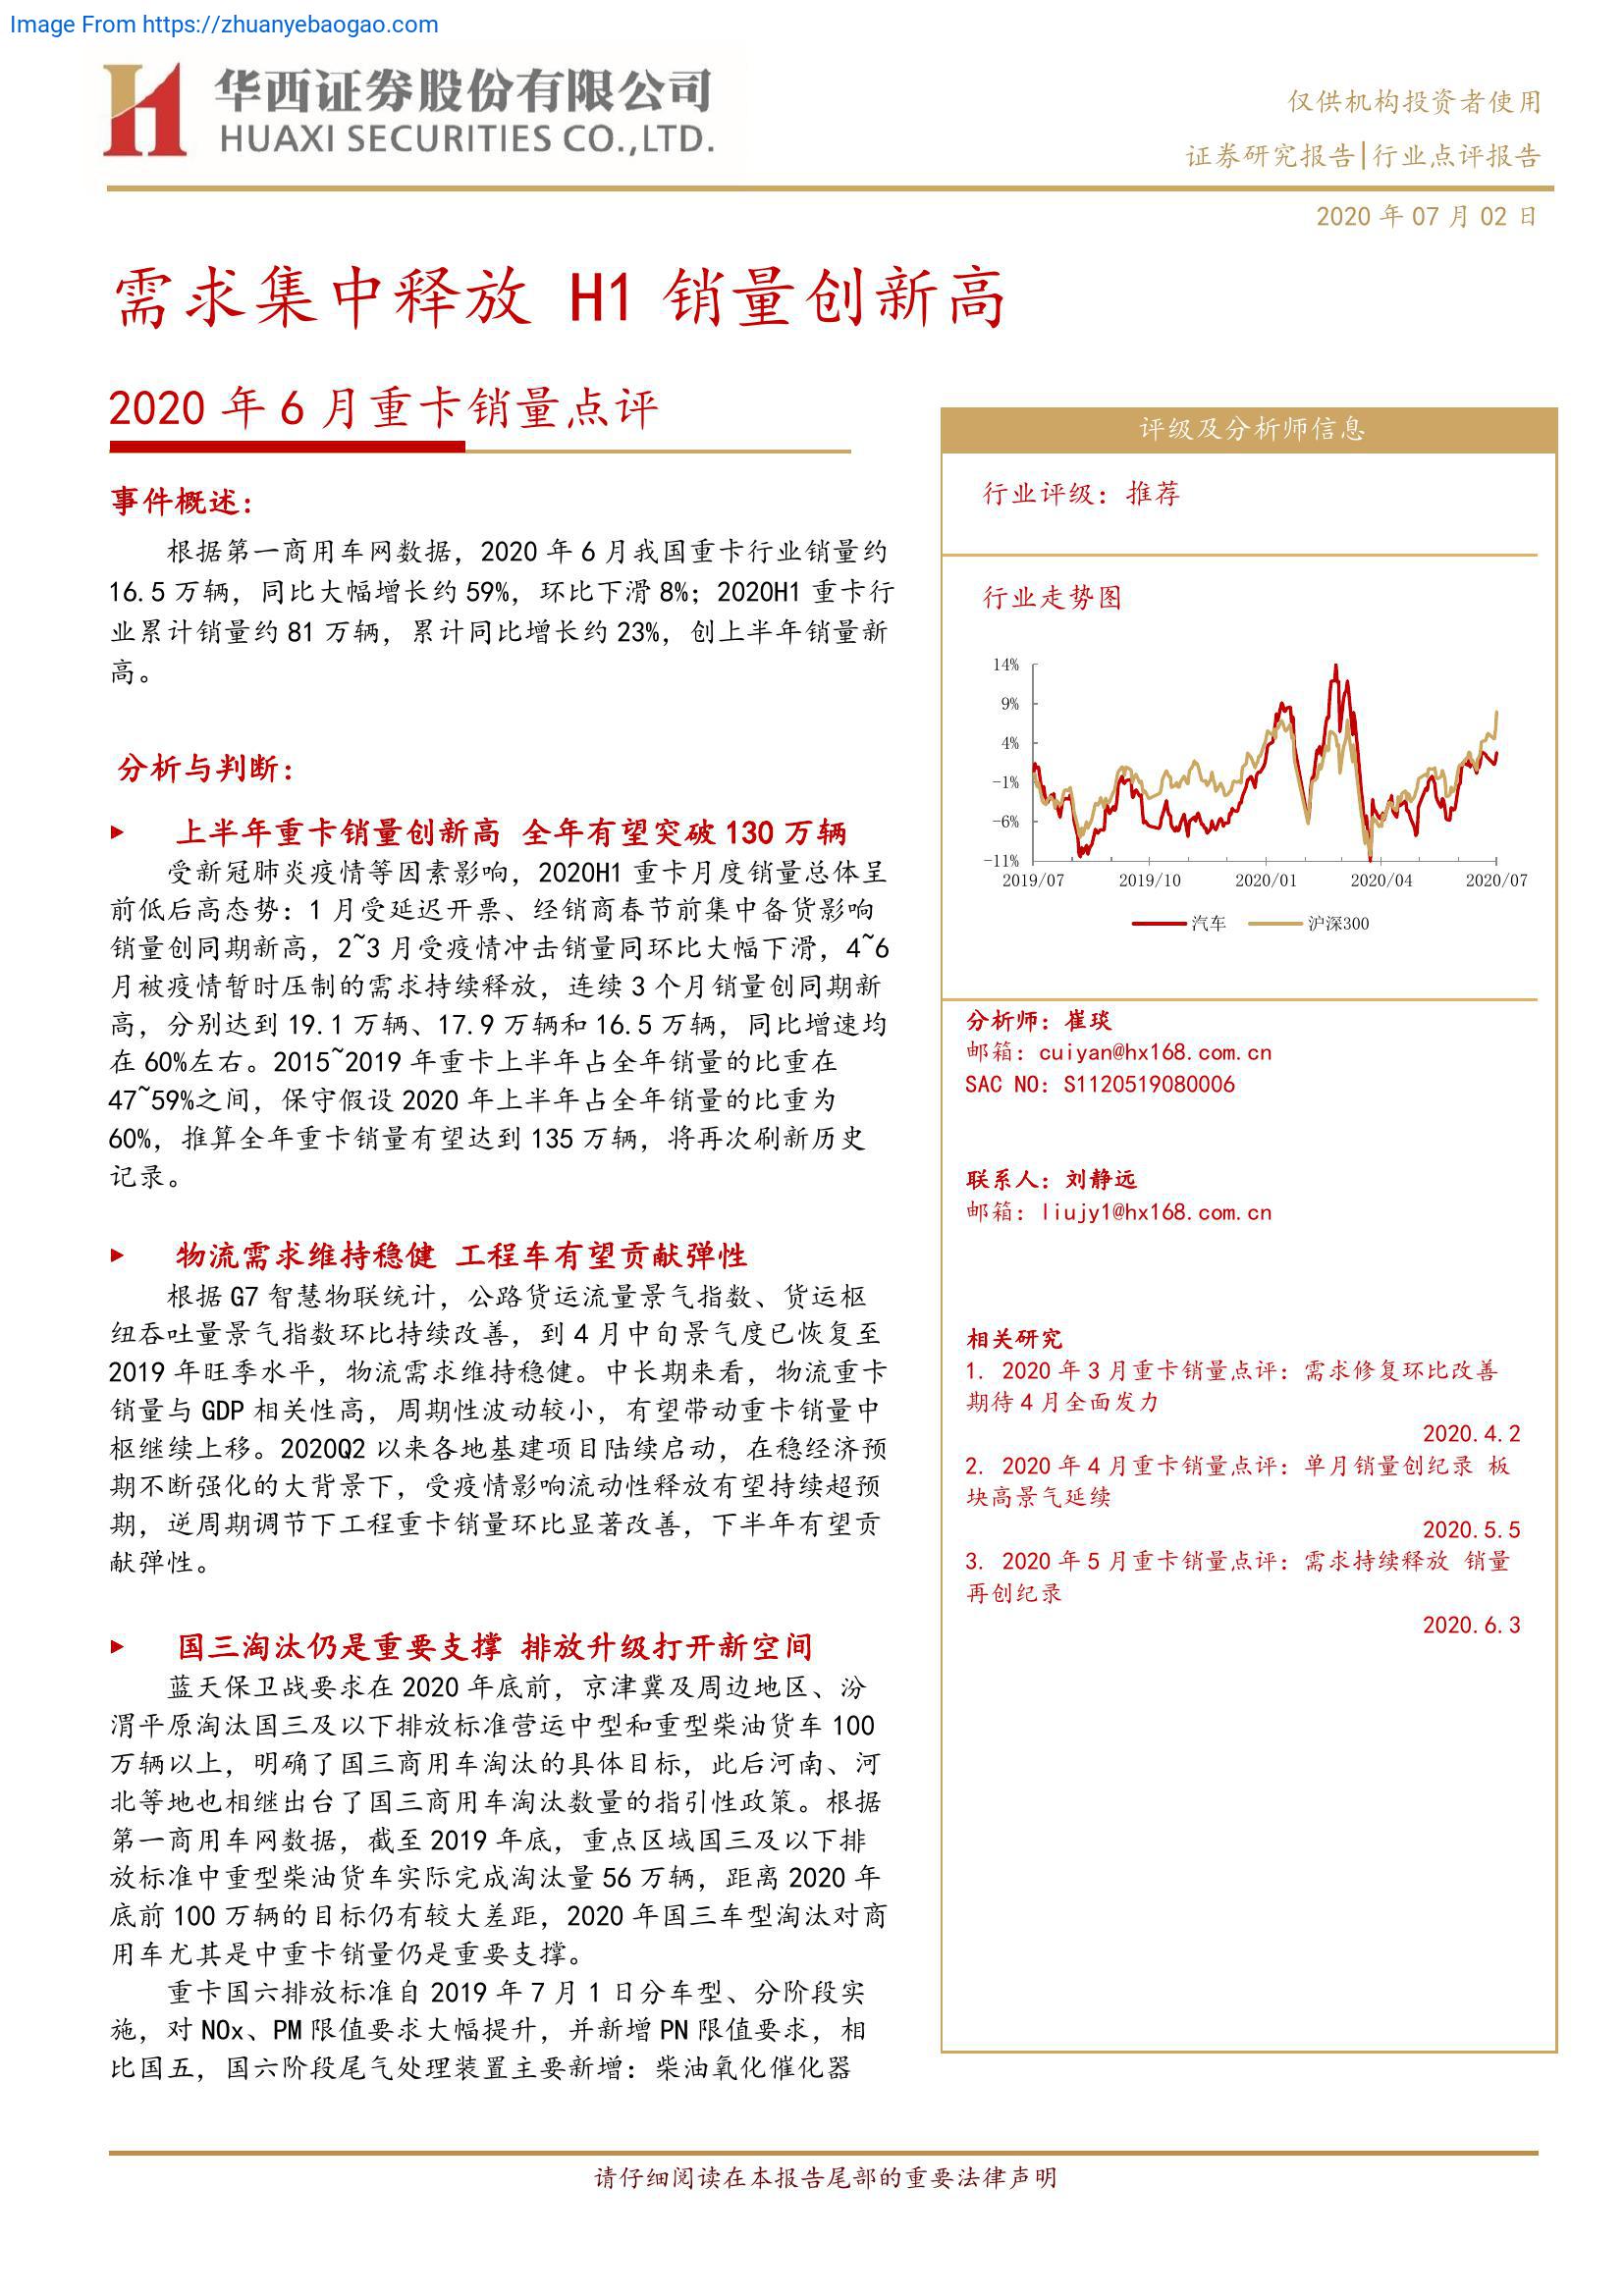 Image From https://zhuanyebaogao.com
华西证券股份有限公司
HUAXI SECURITIES CO.,LTD.
仅供机构投资者使用
证券研究报告|行业点评报告
2020 年 07 月 02 日
需求集中释放 H1 销量创新高
2020 年 6 月重卡销量点评
事件概述：
根据第一商用车网数据，2020 年 6 月我国重卡行业销量约
16.5 万辆，同比大幅增长约 59%，环比下滑 8%；2020H1 重卡行
业累计销量约 81 万辆，累计同比增长约 23%，创上半年销量新
高。
分析与判断：
► 上半年重卡销量创新高 全年有望突破 130 万辆
受新冠肺炎疫情等因素影响，2020H1 重卡月度销量总体呈
前低后高态势：1 月受延迟开票、经销商春节前集中备货影响
销量创同期新高，2~3 月受疫情冲击销量同环比大幅下滑，4~6
月被疫情暂时压制的需求持续释放，连续 3 个月销量创同期新
高，分别达到 19.1 万辆、17.9 万辆和 16.5 万辆，同比增速均
在 60%左右。2015~2019 年重卡上半年占全年销量的比重在
47~59%之间，保守假设 2020 年上半年占全年销量的比重为
60%，推算全年重卡销量有望达到 135 万辆，将再次刷新历史
记录。
► 物流需求维持稳健 工程车有望贡献弹性
根据 G7 智慧物联统计，公路货运流量景气指数、货运枢
纽吞吐量景气指数环比持续改善，到 4 月中旬景气度已恢复至
2019 年旺季水平，物流需求维持稳健。中长期来看，物流重卡
销量与 GDP 相关性高，周期性波动较小，有望带动重卡销量中
枢继续上移。2020Q2 以来各地基建项目陆续启动，在稳经济预
期不断强化的大背景下，受疫情影响流动性释放有望持续超预
期，逆周期调节下工程重卡销量环比显著改善，下半年有望贡
献弹性。
► 国三淘汰仍是重要支撑 排放升级打开新空间
蓝天保卫战要求在 2020 年底前，京津冀及周边地区、汾
渭平原淘汰国三及以下排放标准营运中型和重型柴油货车 100
万辆以上，明确了国三商用车淘汰的具体目标，此后河南、河
北等地也相继出台了国三商用车淘汰数量的指引性政策。根据
第一商用车网数据，截至 2019 年底，重点区域国三及以下排
放标准中重型柴油货车实际完成淘汰量 56 万辆，距离 2020 年
底前 100 万辆的目标仍有较大差距，2020 年国三车型淘汰对商
用车尤其是中重卡销量仍是重要支撑。
重卡国六排放标准自 2019 年 7 月 1 日分车型、分阶段实
施，对 NOx、PM 限值要求大幅提升，并新增 PN 限值要求，相
比国五，国六阶段尾气处理装置主要新增：柴油氧化催化器
评级及分析师信息
行业评级：推荐
行业走势图
14%
9%
4%
-1%
-6%
-11%
2019/07 2019/10 2020/01 2020/04 2020/07
汽车 沪深300
分析师：崔琰
邮箱：cuiyan@hx168.com.cn
SAC NO：S1120519080006
联系人：刘静远
邮箱：liujy1@hx168.com.cn
相关研究
1. 2020 年 3 月重卡销量点评：需求修复环比改善
期待 4 月全面发力
2020.4.2
2. 2020 年 4 月重卡销量点评：单月销量创纪录 板
块高景气延续
2020.5.5
3. 2020 年 5 月重卡销量点评：需求持续释放 销量
再创纪录
2020.6.3
请仔细阅读在本报告尾部的重要法律声明